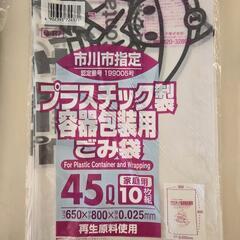 市川市指定
認定番号 199005号
プラスチック製
容器包装用
ごみ袋
For Plastic Container and Wrapping
45ℓ 家庭用 10枚組
650×800×0.025mm
再生原料使用